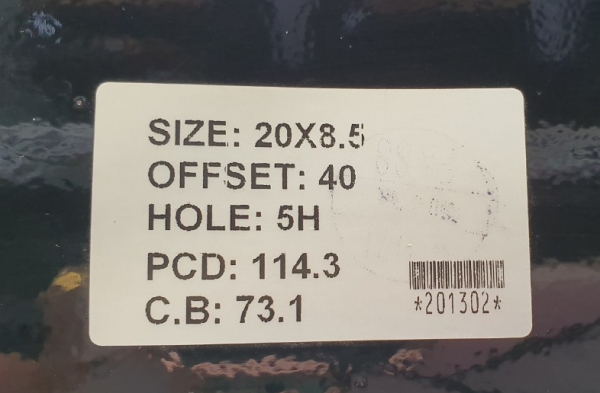 SIZE: 20X8.5
OFFSET: 40
HOLE: 5H
PCD: 114.3
C.B: 73.1
*201302*